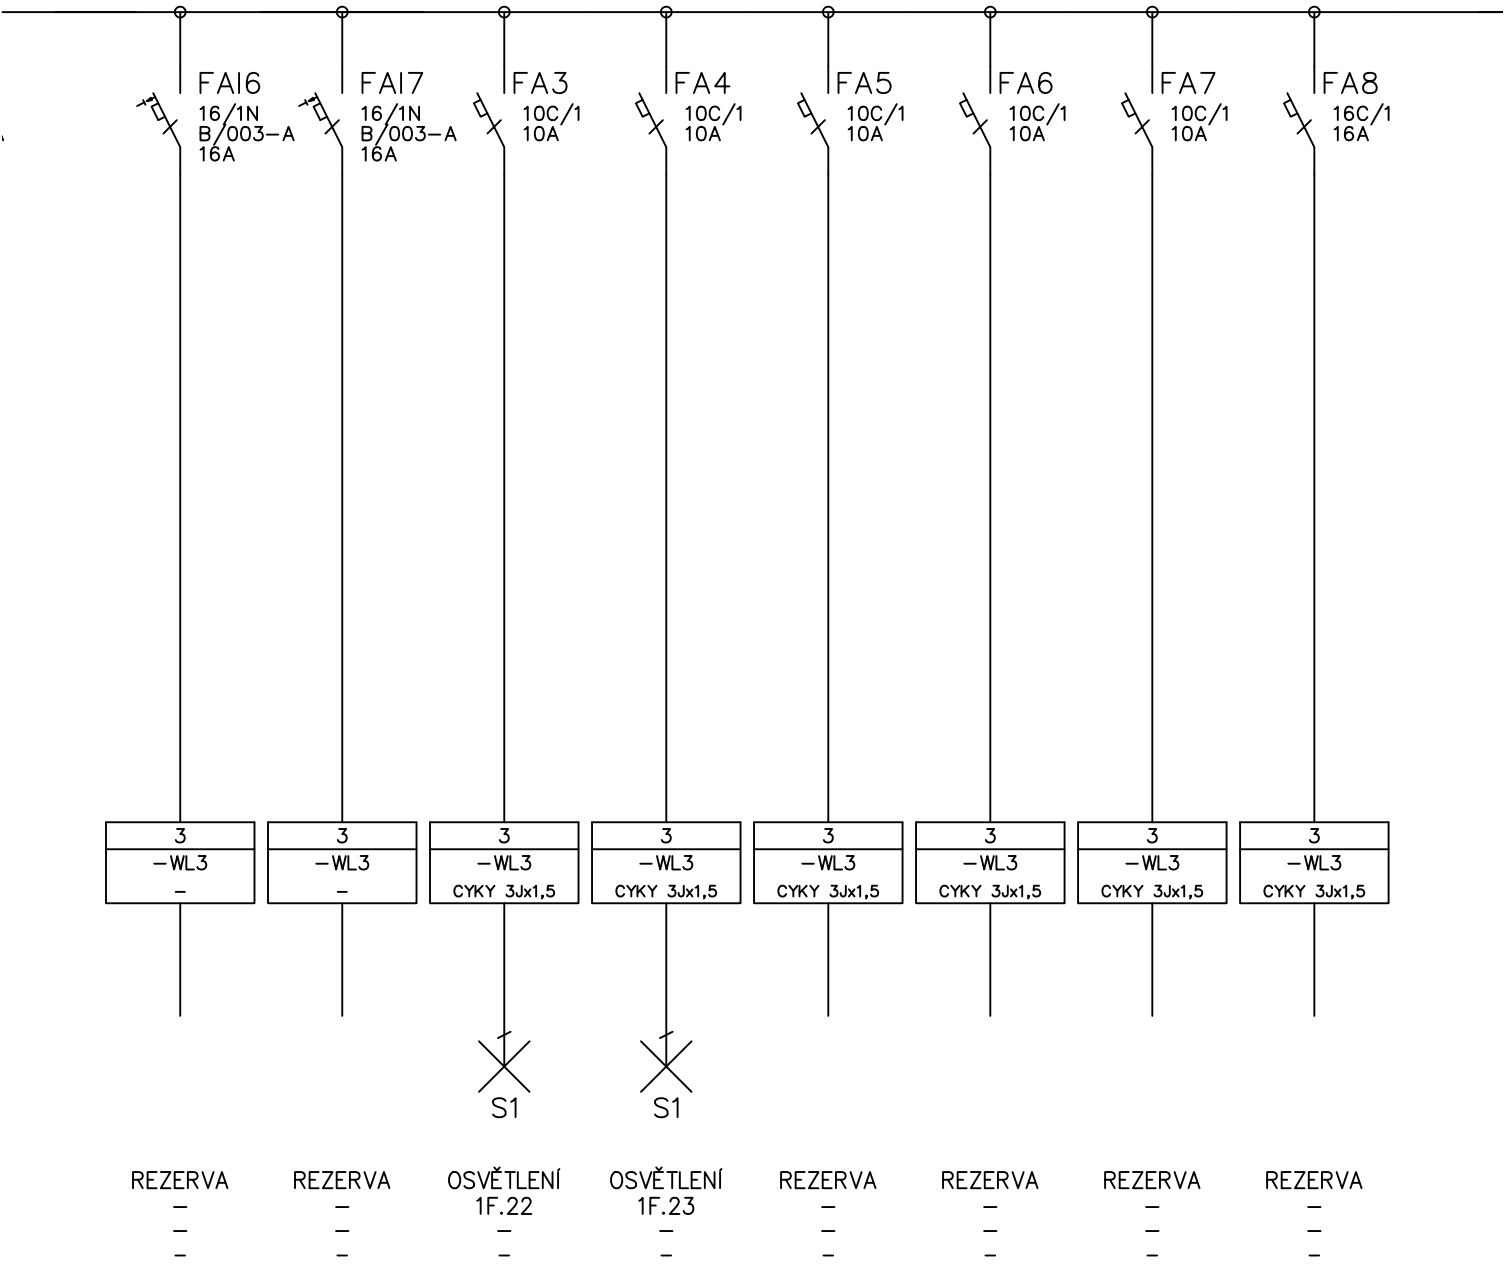 FAI6
16/1N
B/003-A
16A
FAI7
16/1N
B/003-A
16A
FA3
10C/1
10A
FA4
10C/1
10A
FA5
10C/1
10A
FA6
10C/1
10A
FA7
10C/1
10A
FA8
16C/1
16A
3
-WL3
-
3
-WL3
-
3
-WL3
CYKY 3Jx1,5
3
-WL3
CYKY 3Jx1,5
3
-WL3
CYKY 3Jx1,5
3
-WL3
CYKY 3Jx1,5
3
-WL3
CYKY 3Jx1,5
3
-WL3
CYKY 3Jx1,5
S1
S1
REZERVA
-
-
-
REZERVA
-
-
-
OSVĚTLENÍ
1F.22
-
-
OSVĚTLENÍ
1F.23
-
-
REZERVA
-
-
-
REZERVA
-
-
-
REZERVA
-
-
-
REZERVA
-
-
-